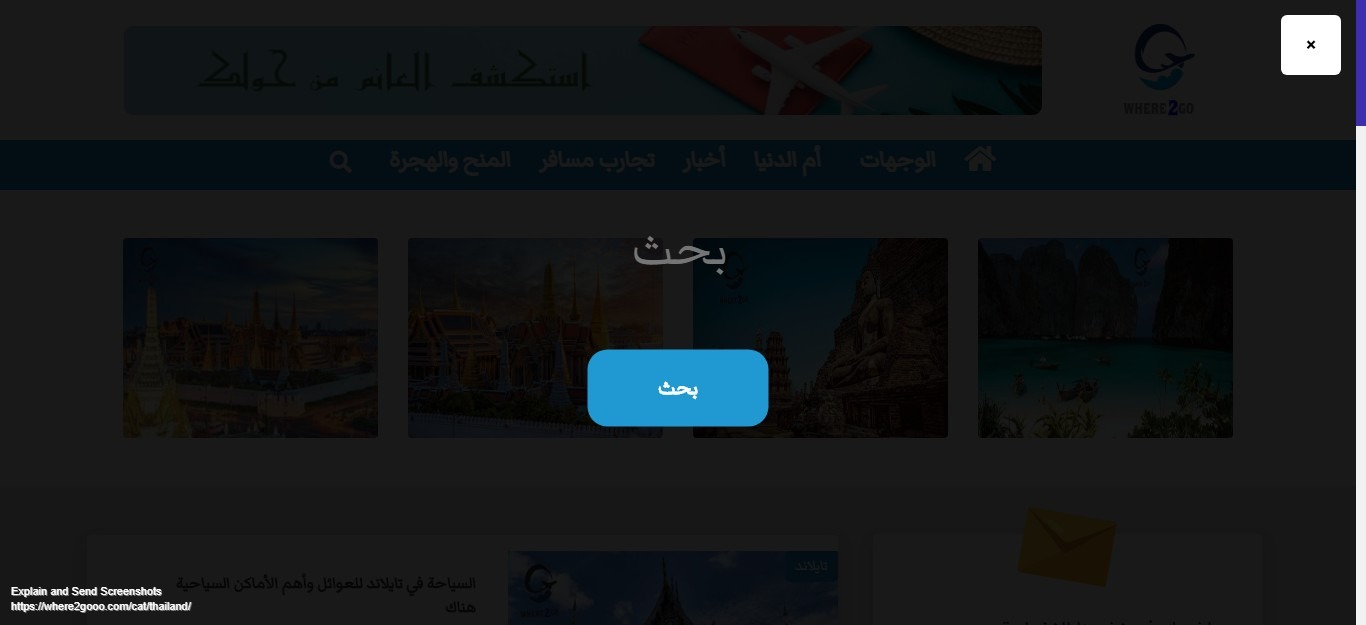 ×
إستكشف العالم من حولك
WHERE2GO
الوجهات أم الدنيا أخبار تجارب مسافر المنح والهجرة
بحث
بحث
تايلاند
السياحة في تايلاند للعوائل وأهم الأماكن السياحية
هناك
Explain and Send Screenshots
https://where2gooo.com/cat/thailand/